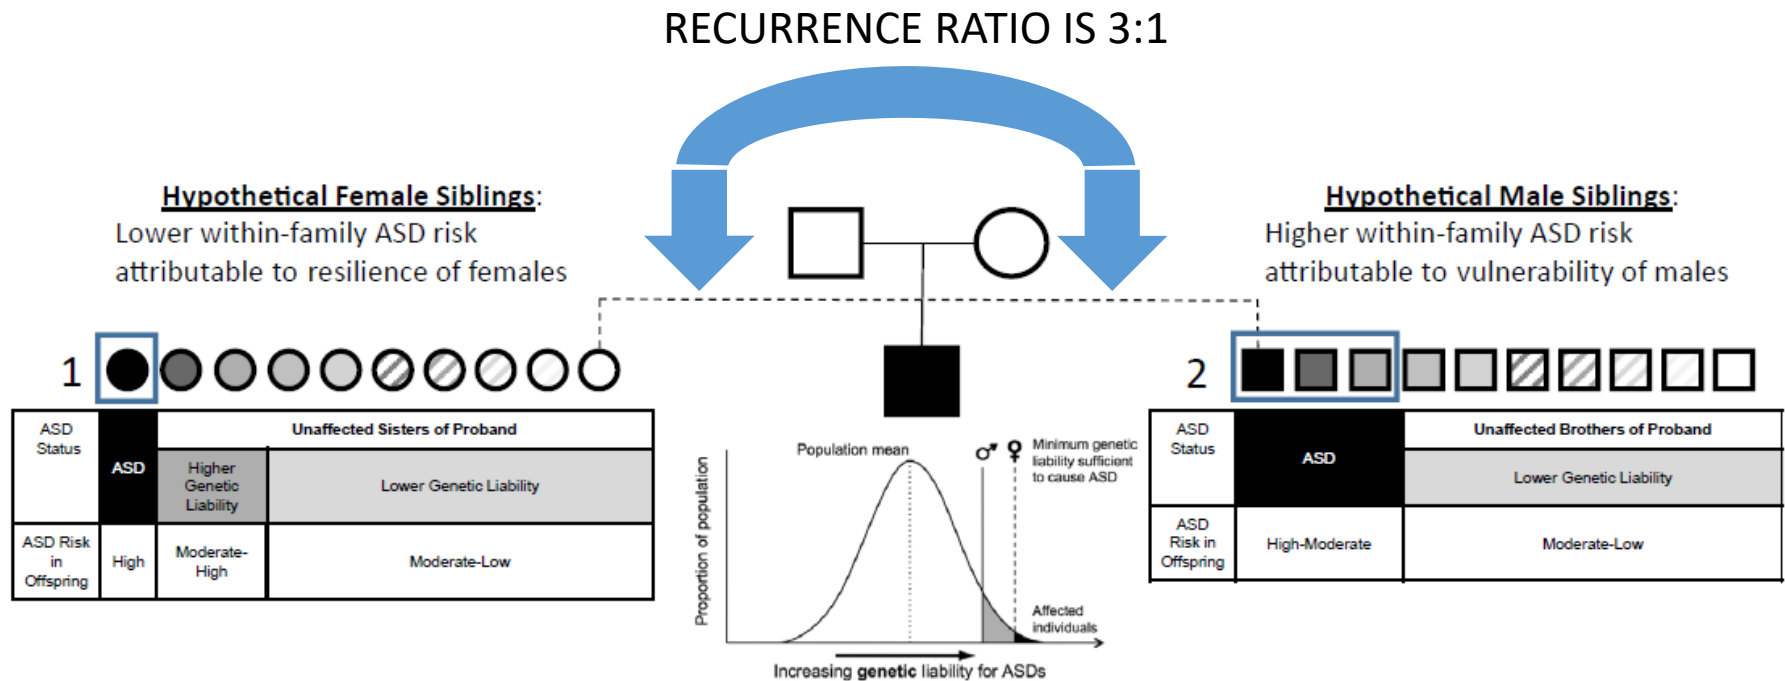 RECURRENCE RATIO IS 3:1
Hypothetical Female Siblings:
Lower within-family ASD risk
attributable to resilience of females
Hypothetical Male Siblings:
Higher within-family ASD risk
attributable to vulnerability of males
1
ASD
Status
ASD
Unaffected Sisters of Proband
Higher
Genetic
Liability
Lower Genetic Liability
ASD Risk
in
Offspring
High
Moderate-
High
Moderate-Low
Proportion of population
Population mean
♂ ♀
Minimum genetic
liability sufficient
to cause ASD
Affected
individuals
Increasing genetic liability for ASDs
2
ASD
Status
ASD
Unaffected Brothers of Proband
Lower Genetic Liability
ASD
Risk in
Offspring
High-Moderate
Moderate-Low